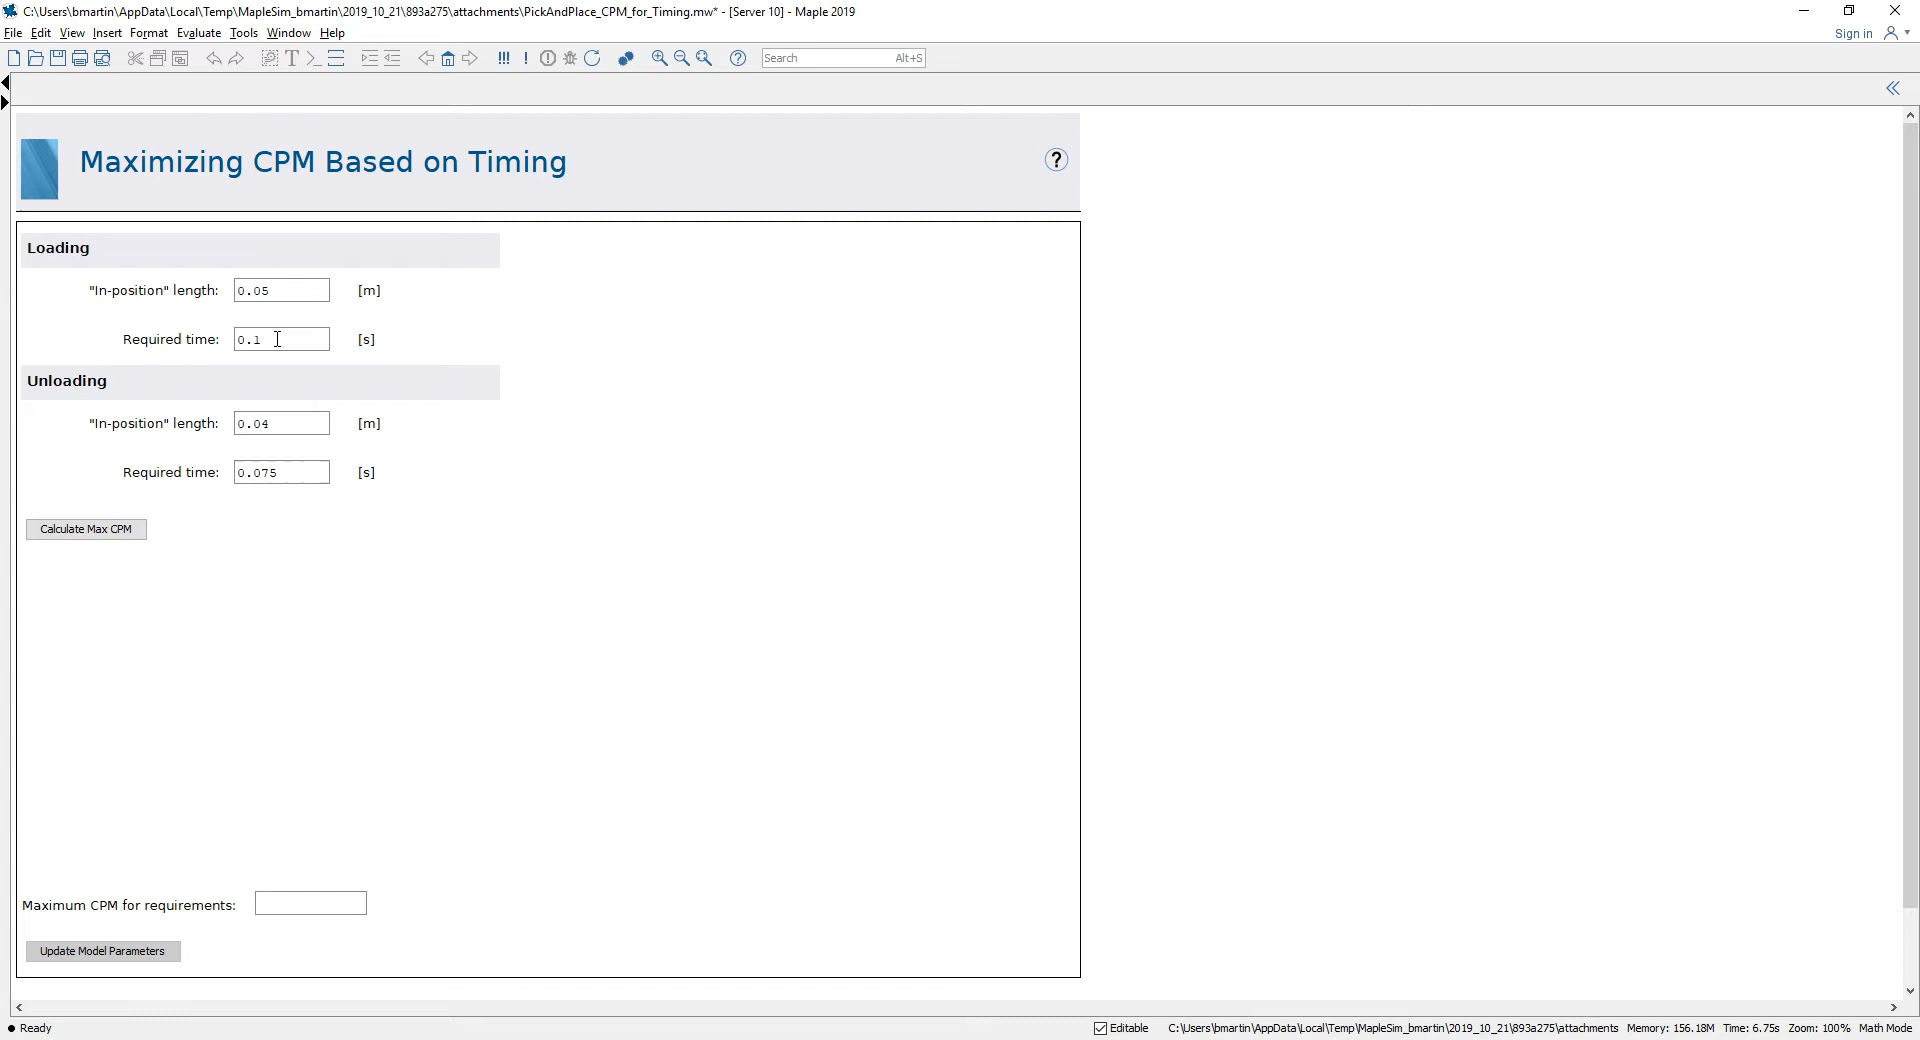 C:\Users\bmartin\AppData\Local\Temp\MapleSim_bmartin\2019_10_21\893a275\attachments\PickAndPlace_CPM_for_Timing.mw* - [Server 10] - Maple 2019
File Edit View Insert Format Evaluate Tools Window Help
Sign in
Search Alt+S
Maximizing CPM Based on Timing
Loading
"In-position" length: 0.05 [m]
Required time: 0.1 [s]
Unloading
"In-position" length: 0.04 [m]
Required time: 0.075 [s]
Calculate Max CPM
Maximum CPM for requirements:
Update Model Parameters
Ready
Editable C:\Users\bmartin\AppData\Local\Temp\MapleSim_bmartin\2019_10_21\893a275\attachments Memory: 156.18M Time: 6.75s Zoom: 100% Math Mode